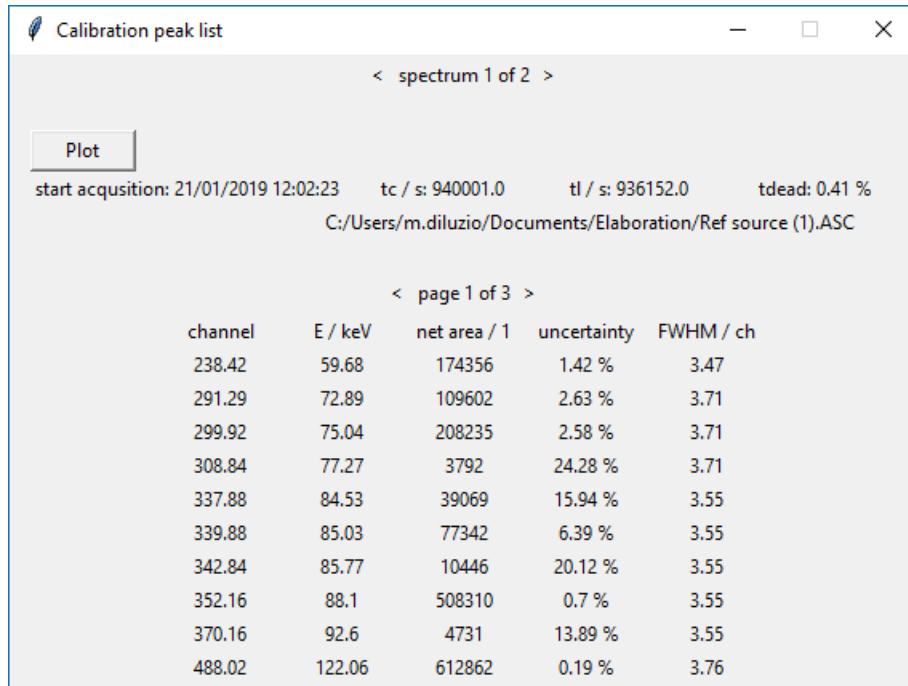 Calibration peak list
< spectrum 1 of 2 >
Plot
start acqusition: 21/01/2019 12:02:23 tc / s: 940001.0 tl / s: 936152.0 tdead: 0.41 %
C:/Users/m.diluzio/Documents/Elaboration/Ref source (1).ASC
< page 1 of 3 >
channel E / keV net area / 1 uncertainty FWHM / ch
238.42 59.68 174356 1.42 % 3.47
291.29 72.89 109602 2.63 % 3.71
299.92 75.04 208235 2.58 % 3.71
308.84 77.27 3792 24.28 % 3.71
337.88 84.53 39069 15.94 % 3.55
339.88 85.03 77342 6.39 % 3.55
342.84 85.77 10446 20.12 % 3.55
352.16 88.1 508310 0.7 % 3.55
370.16 92.6 4731 13.89 % 3.55
488.02 122.06 612862 0.19 % 3.76